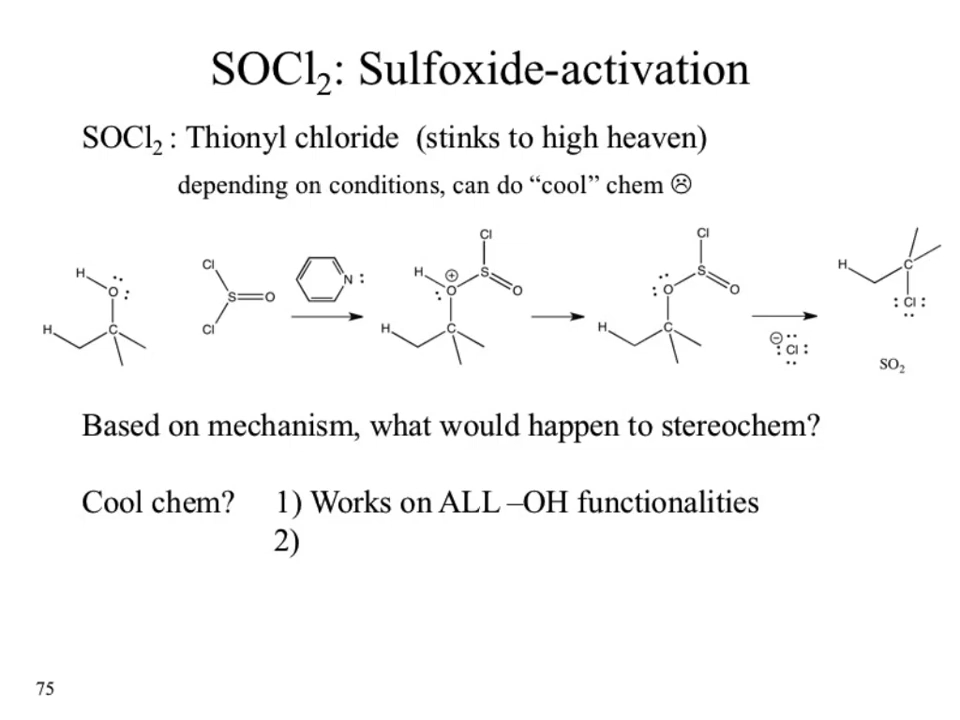 SOCl2: Sulfoxide-activation
SOCl2 : Thionyl chloride (stinks to high heaven)
depending on conditions, can do “cool” chem ☹
H O : H C
Cl S O Cl
N :
Cl H ⊕ S : O O H C
Cl S : O O H C
⊖ : Cl :
H C : Cl :
SO2
Based on mechanism, what would happen to stereochem?
Cool chem? 1) Works on ALL –OH functionalities
2)
75